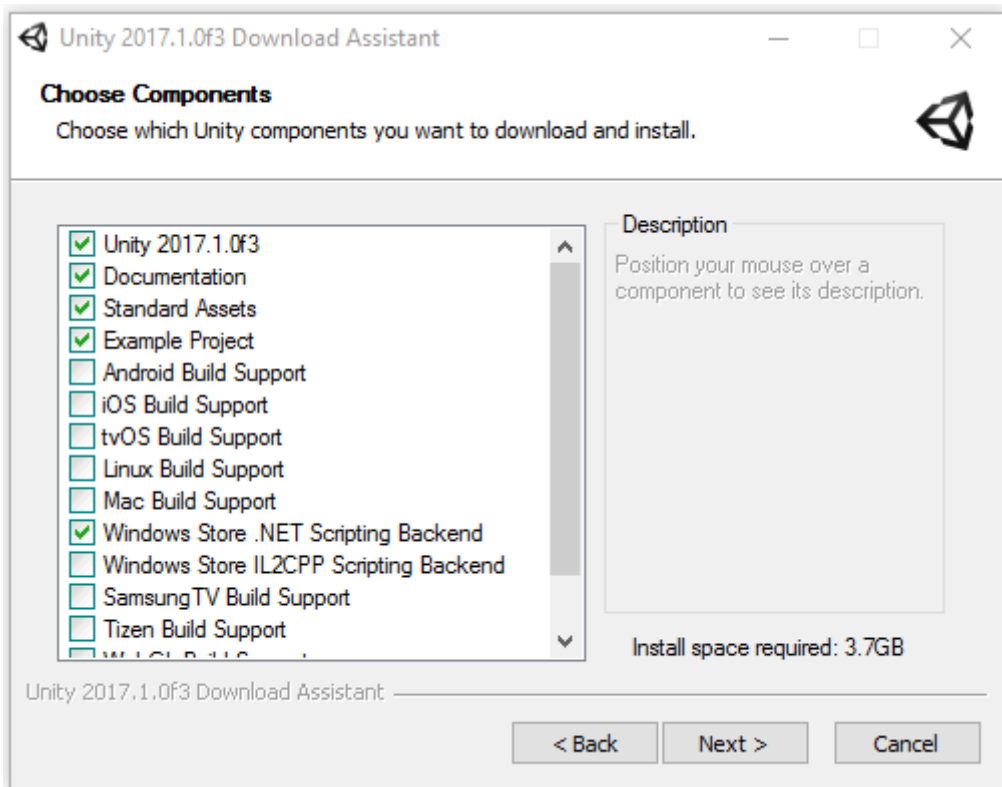 Unity 2017.1.0f3 Download Assistant
Choose Components
Choose which Unity components you want to download and install.
Unity 2017.1.0f3
Documentation
Standard Assets
Example Project
Android Build Support
iOS Build Support
tvOS Build Support
Linux Build Support
Mac Build Support
Windows Store .NET Scripting Backend
Windows Store IL2CPP Scripting Backend
SamsungTV Build Support
Tizen Build Support
Description
Position your mouse over a
component to see its description.
Install space required: 3.7GB
Unity 2017.1.0f3 Download Assistant
< Back
Next >
Cancel